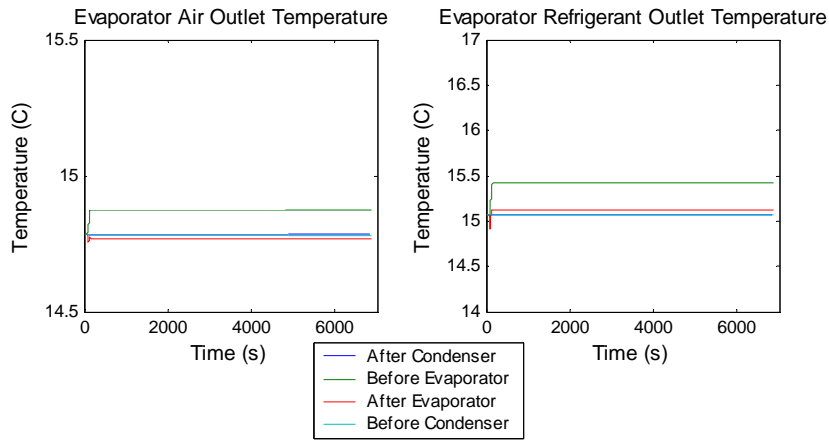 Evaporator Air Outlet Temperature
15.5
15
14.5
Temperature (C)
0 2000 4000 6000
Time (s)
Evaporator Refrigerant Outlet Temperature
17
16.5
16
15.5
15
14.5
14
Temperature (C)
0 2000 4000 6000
Time (s)
After Condenser
Before Evaporator
After Evaporator
Before Condenser